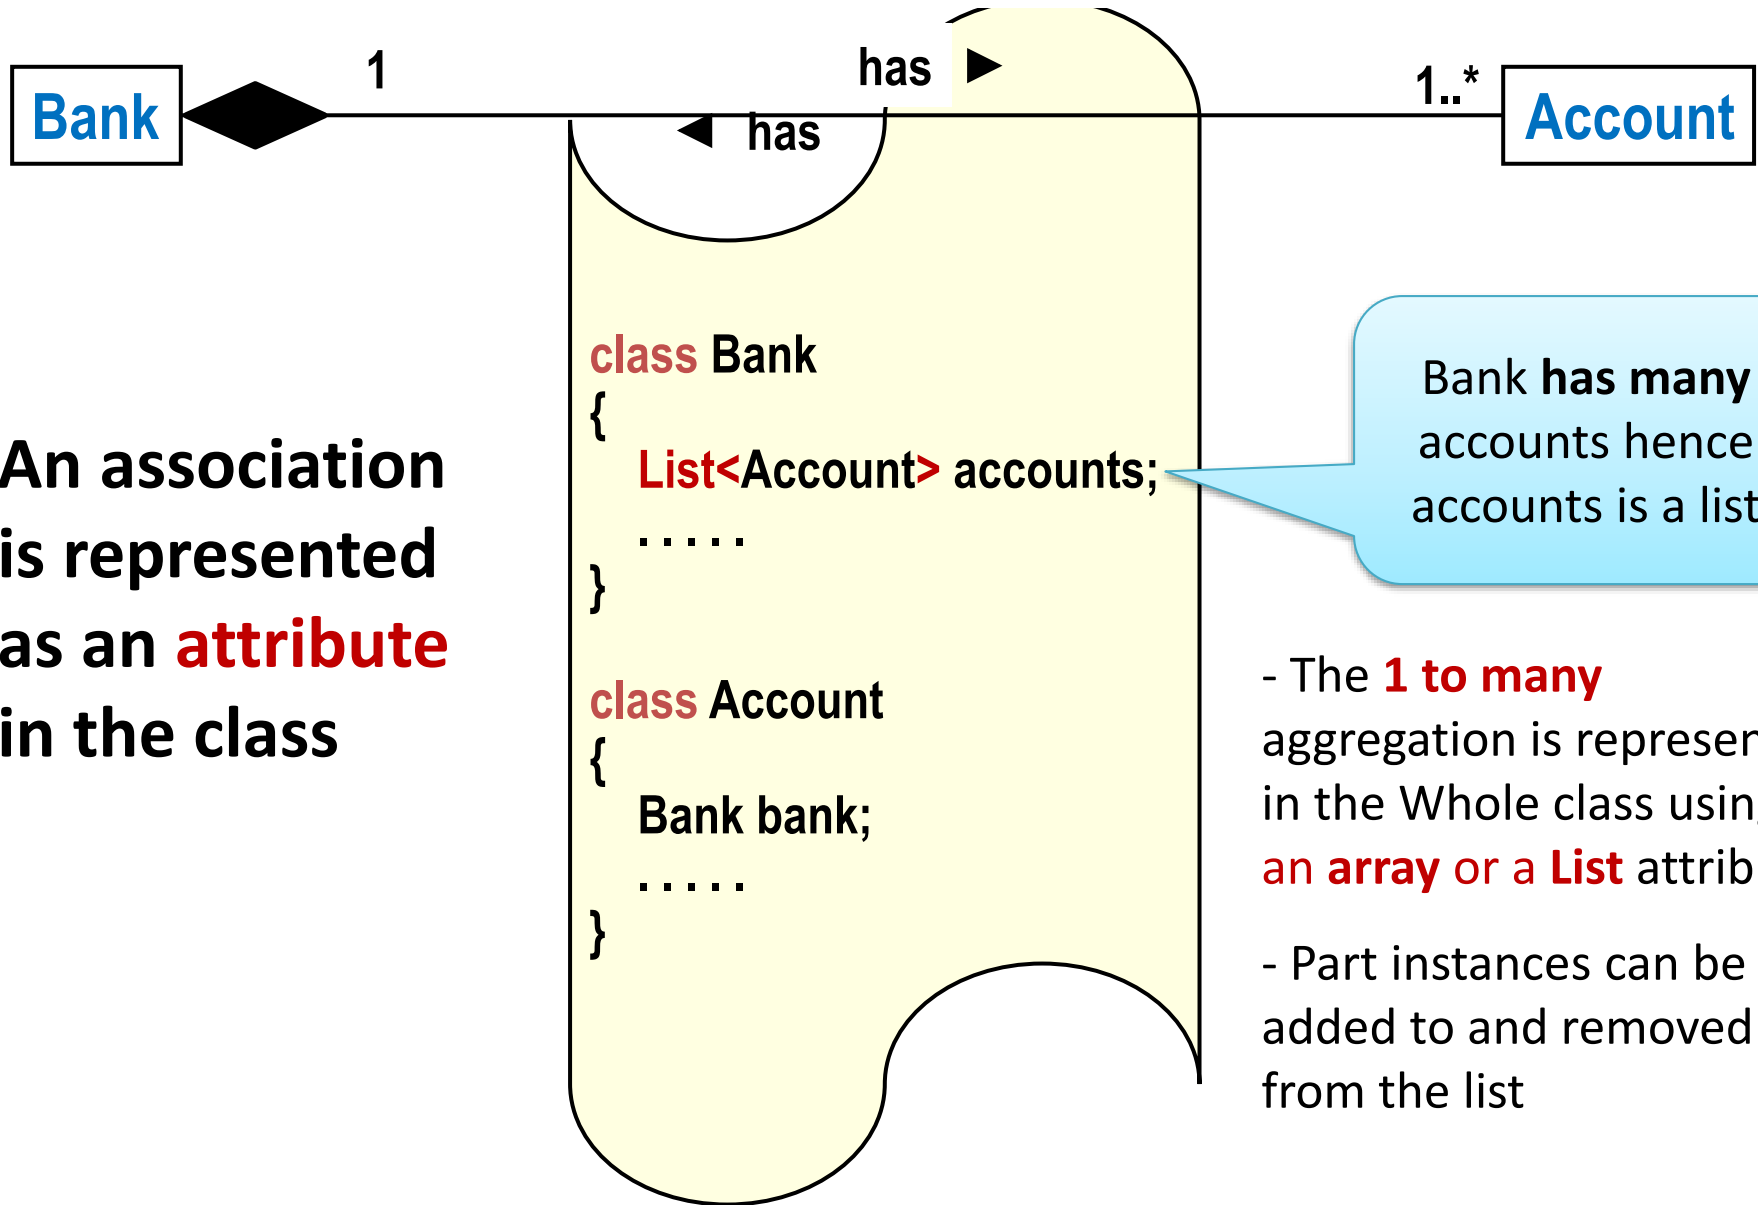 Bank
1
has ►
◄ has
1..*
Account
An association
is represented
as an attribute
in the class
class Bank
{
List<Account> accounts;
. . . . .
}
class Account
{
Bank bank;
. . . . .
}
Bank has many
accounts hence
accounts is a list
- The 1 to many
aggregation is represen
in the Whole class using
an array or a List attrib
- Part instances can be
added to and removed
from the list